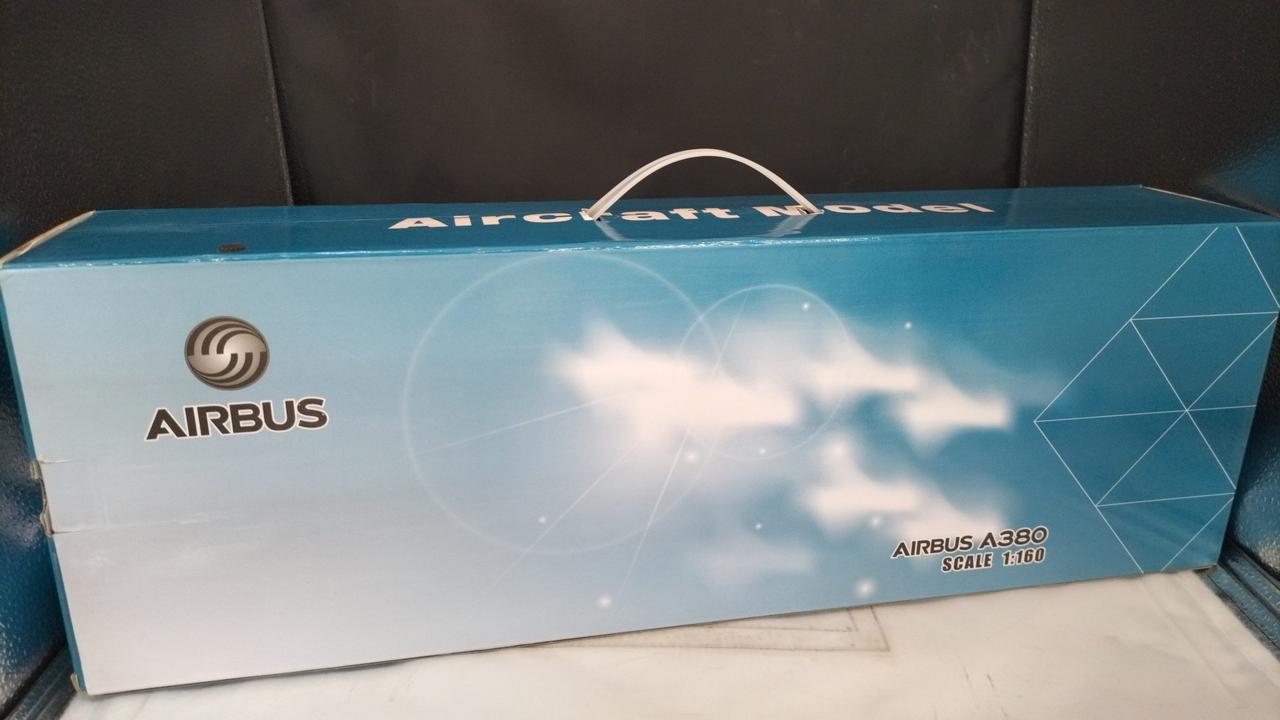 Aircraft Model
AIRBUS
AIRBUS A380
SCALE 1:160